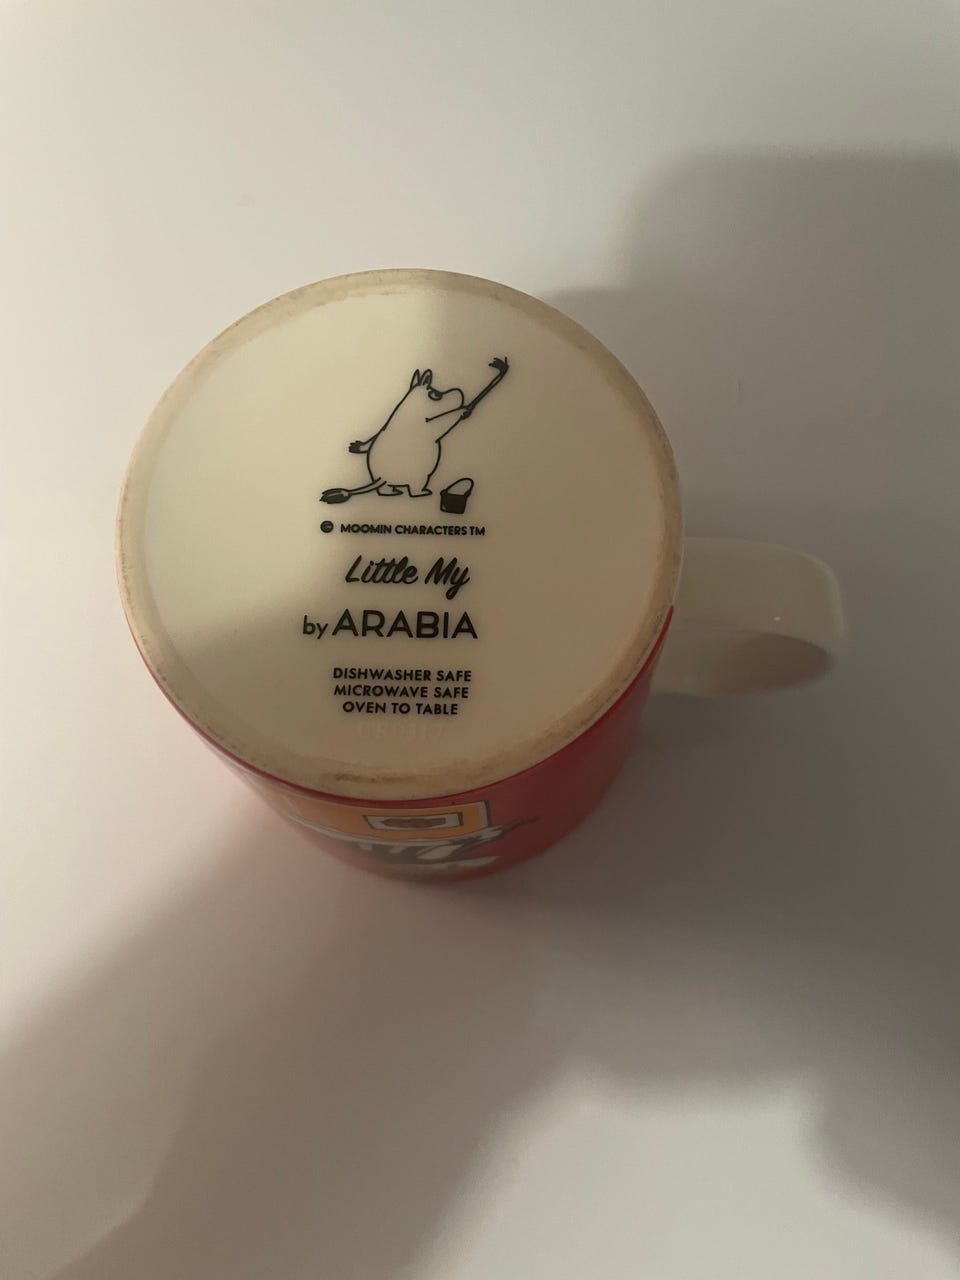 © MOOMIN CHARACTERS TM
Little My
by ARABIA
DISHWASHER SAFE
MICROWAVE SAFE
OVEN TO TABLE